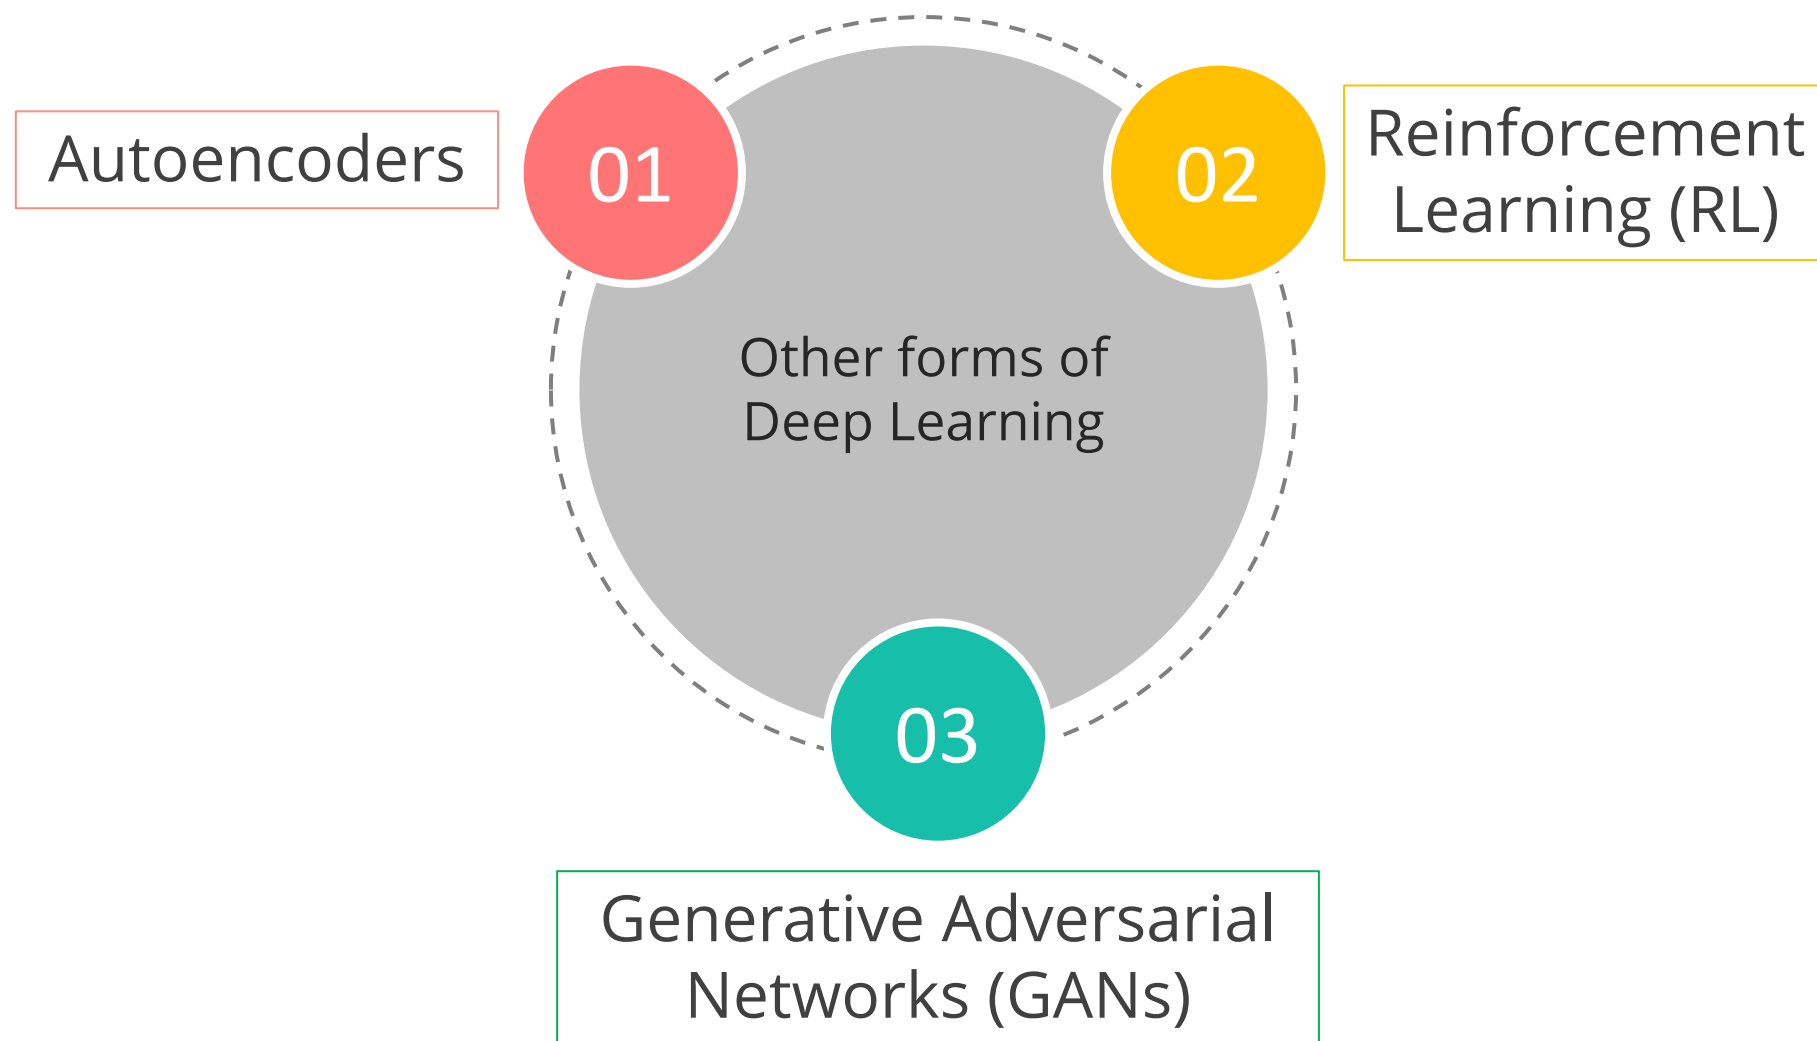 Autoencoders
01
02
Reinforcement
Learning (RL)
Other forms of
Deep Learning
03
Generative Adversarial
Networks (GANs)